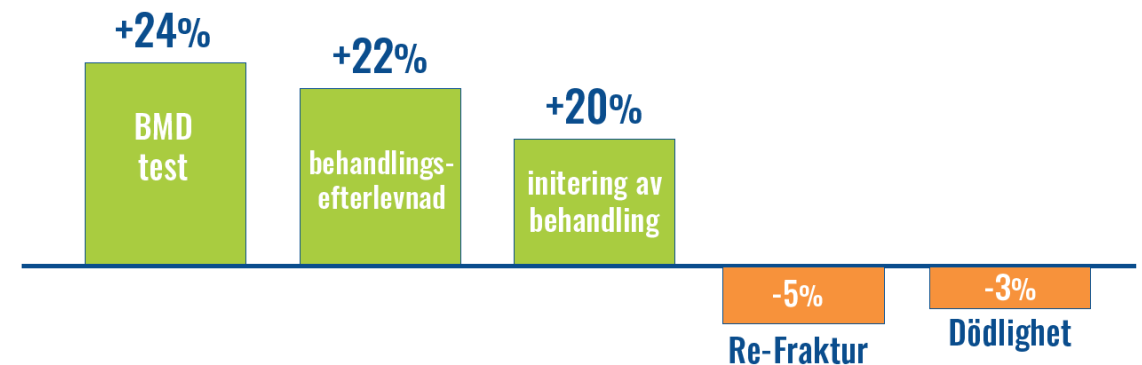 +24%
BMD
test
+22%
behandlings-
efterlevnad
+20%
initering av
behandling
-5%
Re-Fraktur
-3%
Dödlighet